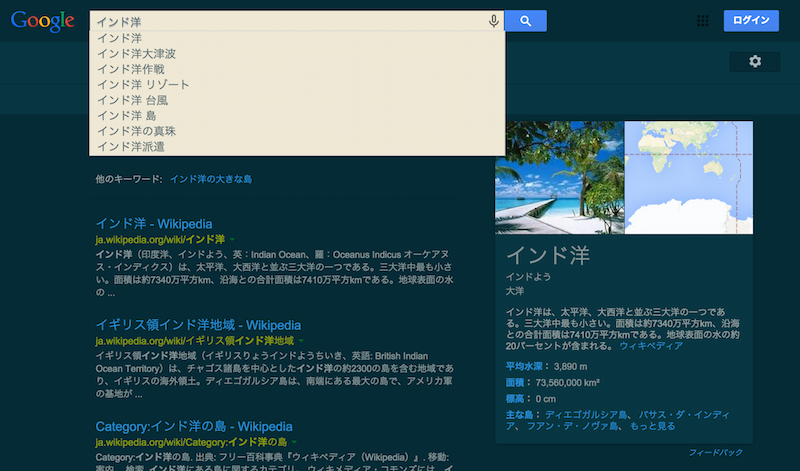 Google
インド洋
ログイン
インド洋
インド洋大津波
インド洋作戦
インド洋 リゾート
インド洋 台風
インド洋 島
インド洋の真珠
インド洋派遣
他のキーワード: インド洋の大きな島
インド洋 - Wikipedia
ja.wikipedia.org/wiki/インド洋
インド洋（印度洋、インドよう、英：Indian Ocean、羅：Oceanus Indicus オーケアヌ
ス・インディクス）は、太平洋、大西洋と並ぶ三大洋の一つである。三大洋中最も小さ
い。面積は約7340万平方km、沿海との合計面積は7410万平方kmである。地球表面の水
の ...
イギリス領インド洋地域 - Wikipedia
ja.wikipedia.org/wiki/イギリス領インド洋地域
イギリス領インド洋地域（イギリスりょうインドようちいき、英語: British Indian
Ocean Territory）は、チャゴス諸島を中心としたインド洋の約2300の島を含む地域であ
り、イギリスの海外領土。ディエゴガルシア島は、南端にある最大の島で、アメリカ軍
の基地が ...
Category:インド洋の島 - Wikipedia
ja.wikipedia.org/wiki/Category:インド洋の島
Category:インド洋の島. 出典: フリー百科事典『ウィキペディア（Wikipedia）』. 移動:
案内、 検索. インド洋にある島に関するカテゴリ。 ウィキメディア・コモンズには、イ
インド洋
インドよう
大洋
インド洋は、太平洋、大西洋と並ぶ三大洋の一つであ
る。三大洋中最も小さい。面積は約7340万平方km、沿海
との合計面積は7410万平方kmである。地球表面の水の約
20パーセントが含まれる。 ウィキペディア
平均水深： 3,890 m
面積： 73,560,000 km²
標高： 0 cm
主な島： ディエゴガルシア島、 バサス・ダ・インディ
ア、 フアン・デ・ノヴァ島、 もっと見る
フィードバック